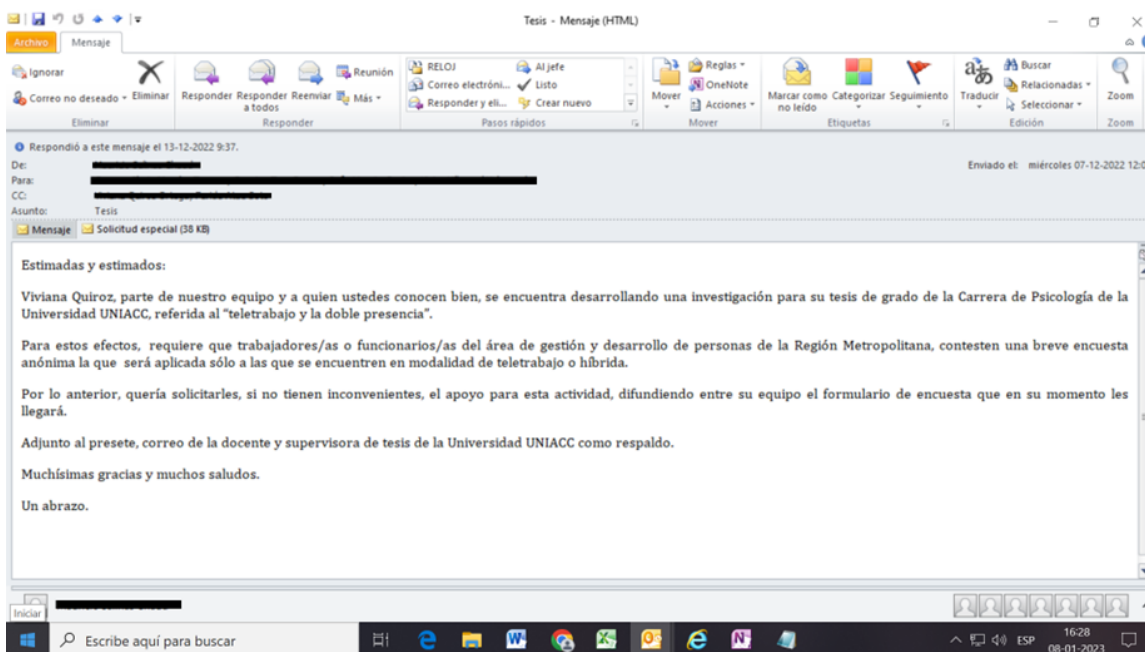 Tesis - Mensaje (HTML)
Archivo Mensaje
Ignorar
Correo no deseado
Eliminar
Eliminar
Responder Responder a todos Reenviar
Reunión
Más
Responder
RELOJ
Correo electróni...
Responder y eli...
Al jefe
Listo
Crear nuevo
Pasos rápidos
Mover
Reglas
OneNote
Acciones
Mover
Marcar como no leído Categorizar Seguimiento
Etiquetas
Traducir
Buscar
Relacionadas
Seleccionar
Edición
Zoom
Zoom
Respondió a este mensaje el 13-12-2022 9:37.
De:
Enviado el: miércoles 07-12-2022 12:0
Para:
CC:
Asunto: Tesis
Mensaje Solicitud especial (38 KB)
Estimadas y estimados:
Viviana Quiroz, parte de nuestro equipo y a quien ustedes conocen bien, se encuentra desarrollando una investigación para su tesis de grado de la Carrera de Psicología de la
Universidad UNIACC, referida al “teletrabajo y la doble presencia”.
Para estos efectos, requiere que trabajadores/as o funcionarios/as del área de gestión y desarrollo de personas de la Región Metropolitana, contesten una breve encuesta
anónima la que será aplicada sólo a las que se encuentren en modalidad de teletrabajo o híbrida.
Por lo anterior, quería solicitarles, si no tienen inconvenientes, el apoyo para esta actividad, difundiendo entre su equipo el formulario de encuesta que en su momento les
llegará.
Adjunto al presete, correo de la docente y supervisora de tesis de la Universidad UNIACC como respaldo.
Muchísimas gracias y muchos saludos.
Un abrazo.
Iniciar
Escribe aquí para buscar
ESP
16:28
08-01-2023